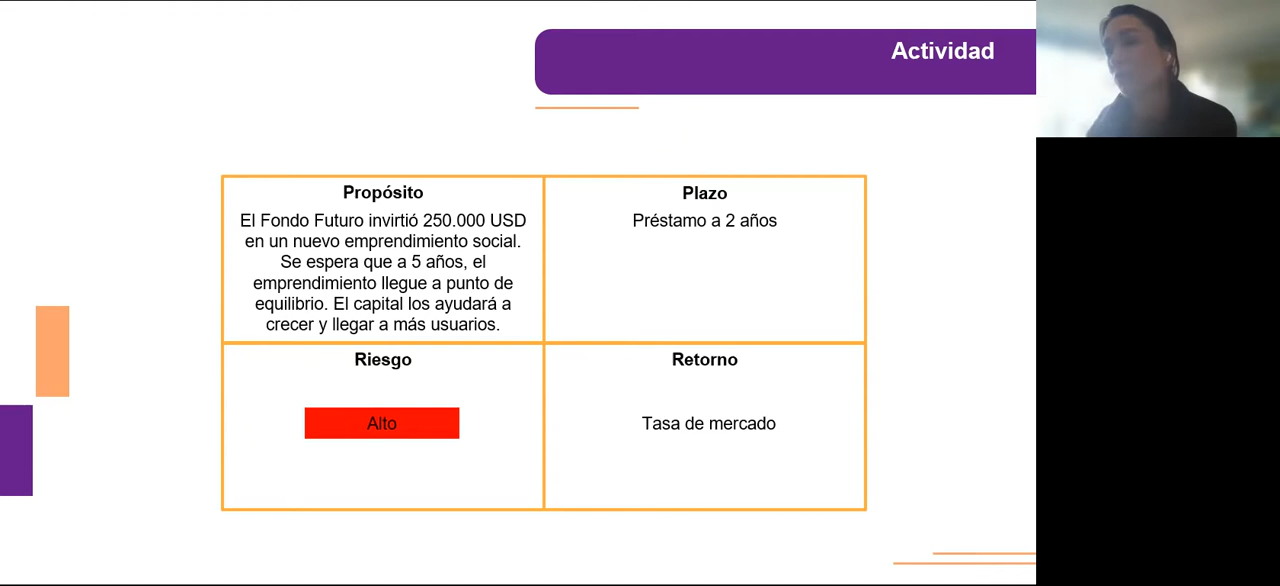 Actividad
Propósito
El Fondo Futuro invirtió 250.000 USD
en un nuevo emprendimiento social.
Se espera que a 5 años, el
emprendimiento llegue a punto de
equilibrio. El capital los ayudará a
crecer y llegar a más usuarios.
Plazo
Préstamo a 2 años
Riesgo
Alto
Retorno
Tasa de mercado